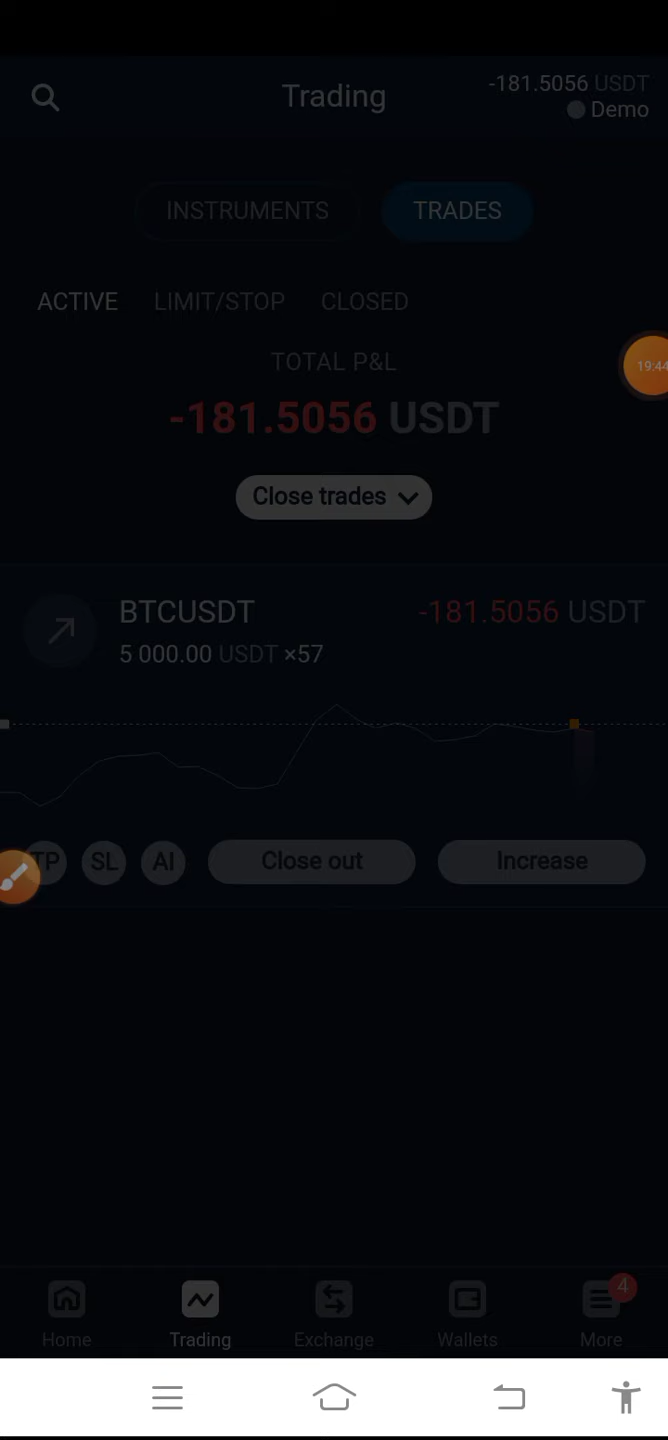 Trading
-181.5056 USDT
Demo
INSTRUMENTS
TRADES
ACTIVE
LIMIT/STOP
CLOSED
19:44
TOTAL P&L
-181.5056 USDT
Close trades
BTCUSDT
-181.5056 USDT
5 000.00 USDT ×57
TP
SL
AI
Close out
Increase
4
Home
Trading
Exchange
Wallets
More